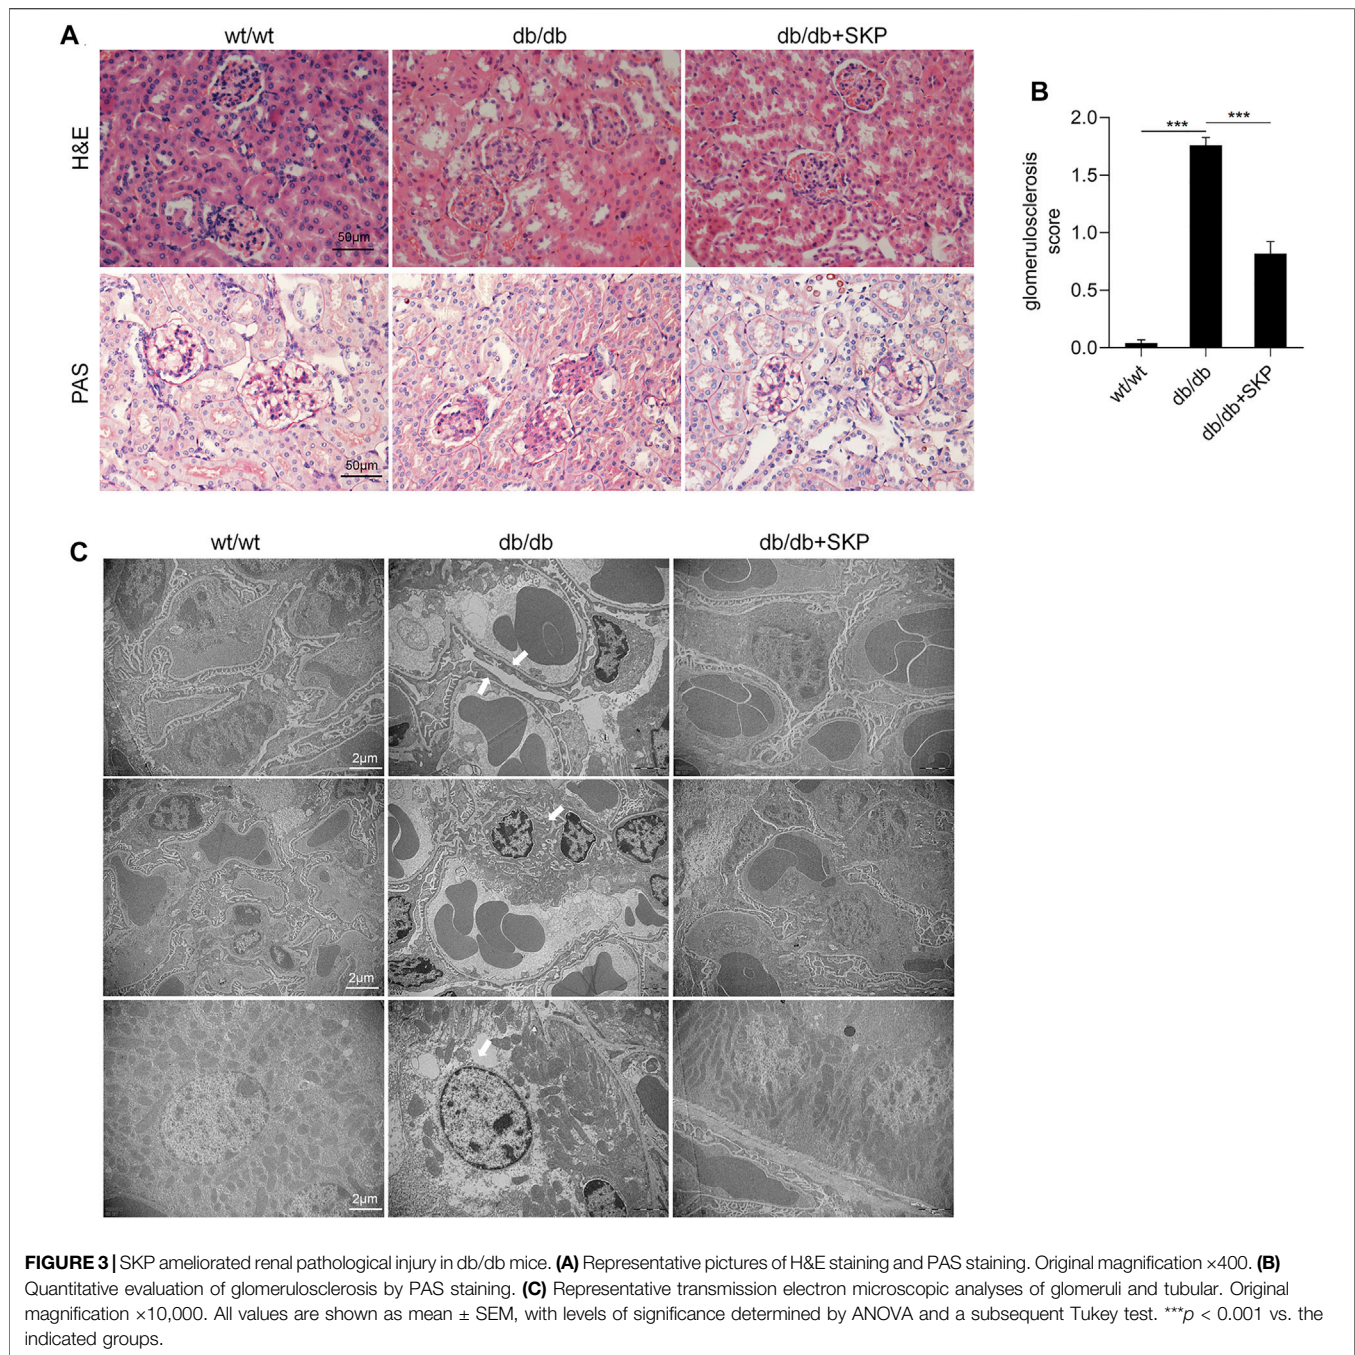 A
wt/wt
db/db
db/db+SKP
H&E
50μm
PAS
50μm
B
glomerulosclerosis
score
2.0
1.5
1.0
0.5
0.0
***
***
wt/wt
db/db
db/db+SKP
C
wt/wt
db/db
db/db+SKP
2μm
2μm
2μm
FIGURE 3 | SKP ameliorated renal pathological injury in db/db mice. (A) Representative pictures of H&E staining and PAS staining. Original magnification ×400. (B)
Quantitative evaluation of glomerulosclerosis by PAS staining. (C) Representative transmission electron microscopic analyses of glomeruli and tubular. Original
magnification ×10,000. All values are shown as mean ± SEM, with levels of significance determined by ANOVA and a subsequent Tukey test. ***p < 0.001 vs. the
indicated groups.